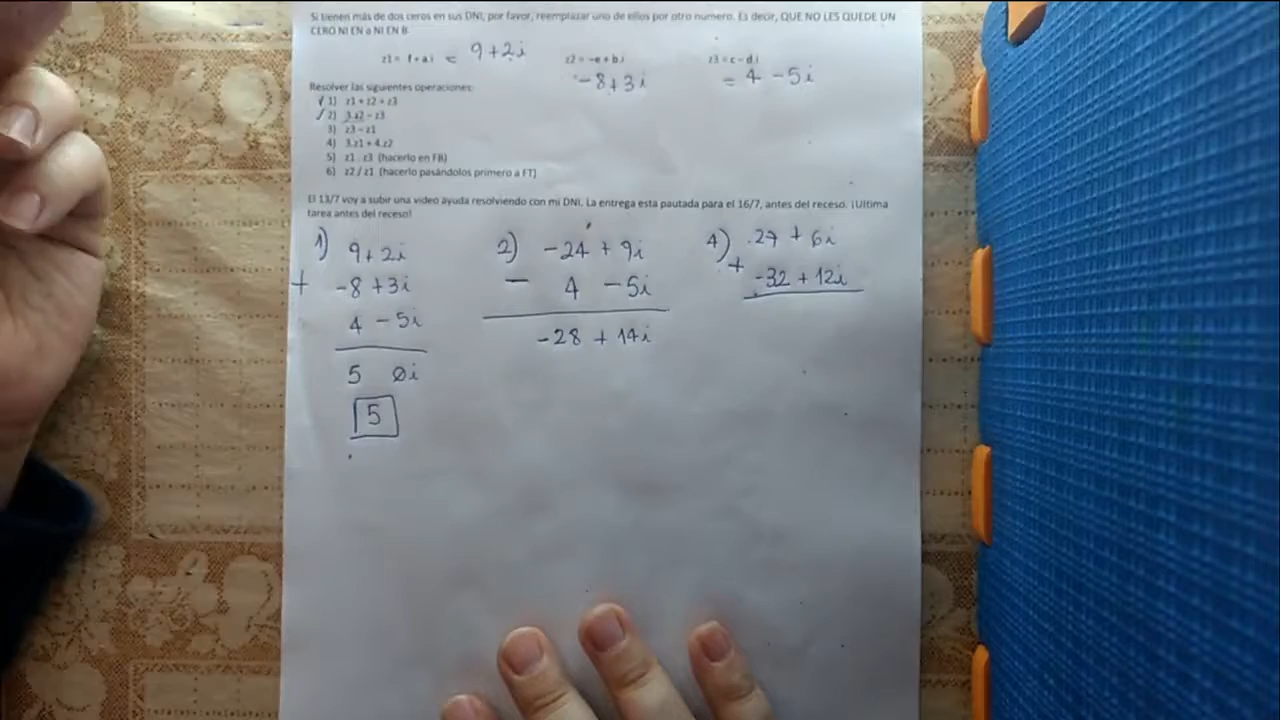 Si tienen más de dos ceros en sus DNI, por favor, reemplazar uno de ellos por otro numero. Es decir, QUE NO LES QUEDE UN
CERO NI EN a NI EN B
z1= f+a.i = 9+2i
z2 = -e + b.i
-8+3i
z3 = c - d.i
= 4 -5i
Resolver las siguientes operaciones:
✓ 1) z1 + z2 + z3
✓ 2) 3.z2 - z3
3) z3 - z1
4) 3.z1 + 4.z2
5) z1 . z3 (hacerlo en FB)
6) z2 / z1 (hacerlo pasándolos primero a FT)
El 13/7 voy a subir una video ayuda resolviendo con mi DNI. La entrega esta pautada para el 16/7, antes del receso. ¡Ultima
tarea antes del receso!
1) 9+2i
+ -8 +3i
4 - 5i
5 0i
5
2) -24 + 9i
- 4 -5i
-28 + 14i
4) 27 + 6i
+ -32 + 12i